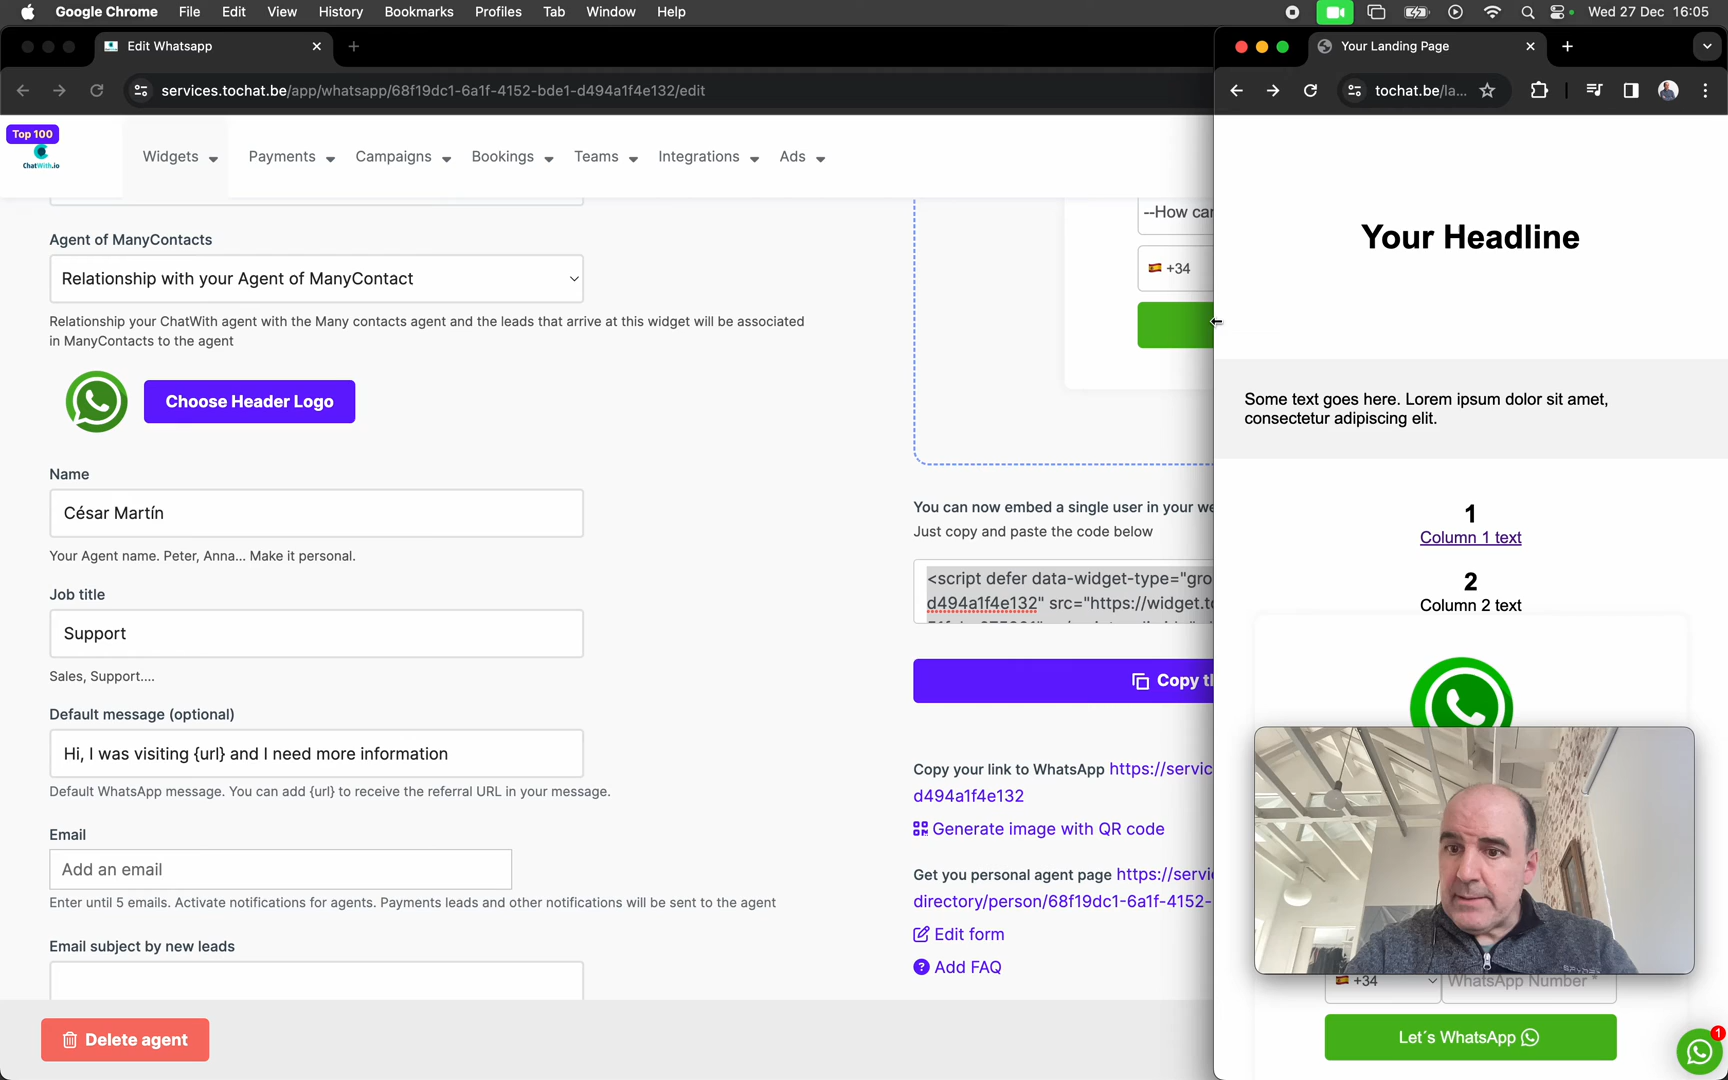 Google Chrome File Edit View History Bookmarks Profiles Tab Window Help
Wed 27 Dec 16:05
Edit Whatsapp
services.tochat.be/app/whatsapp/68f19dc1-6a1f-4152-bde1-d494a1f4e132/edit
Top 100
ChatWith.io
Widgets Payments Campaigns Bookings Teams Integrations Ads
Agent of ManyContacts
Relationship with your Agent of ManyContact
Relationship your ChatWith agent with the Many contacts agent and the leads that arrive at this widget will be associated
in ManyContacts to the agent
Choose Header Logo
Name
César Martín
Your Agent name. Peter, Anna... Make it personal.
Job title
Support
Sales, Support....
Default message (optional)
Hi, I was visiting {url} and I need more information
Default WhatsApp message. You can add {url} to receive the referral URL in your message.
Email
Add an email
Enter until 5 emails. Activate notifications for agents. Payments leads and other notifications will be sent to the agent
Email subject by new leads
Delete agent
--How can
+34
You can now embed a single user in your we
Just copy and paste the code below
<script defer data-widget-type="gro
d494a1f4e132" src="https://widget.t
Copy th
Copy your link to WhatsApp https://servic
d494a1f4e132
Generate image with QR code
Get you personal agent page https://servi
directory/person/68f19dc1-6a1f-4152-
Edit form
Add FAQ
Your Landing Page
tochat.be/la...
Your Headline
Some text goes here. Lorem ipsum dolor sit amet,
consectetur adipiscing elit.
1
Column 1 text
2
Column 2 text
+34
WhatsApp Number *
Let´s WhatsApp
1